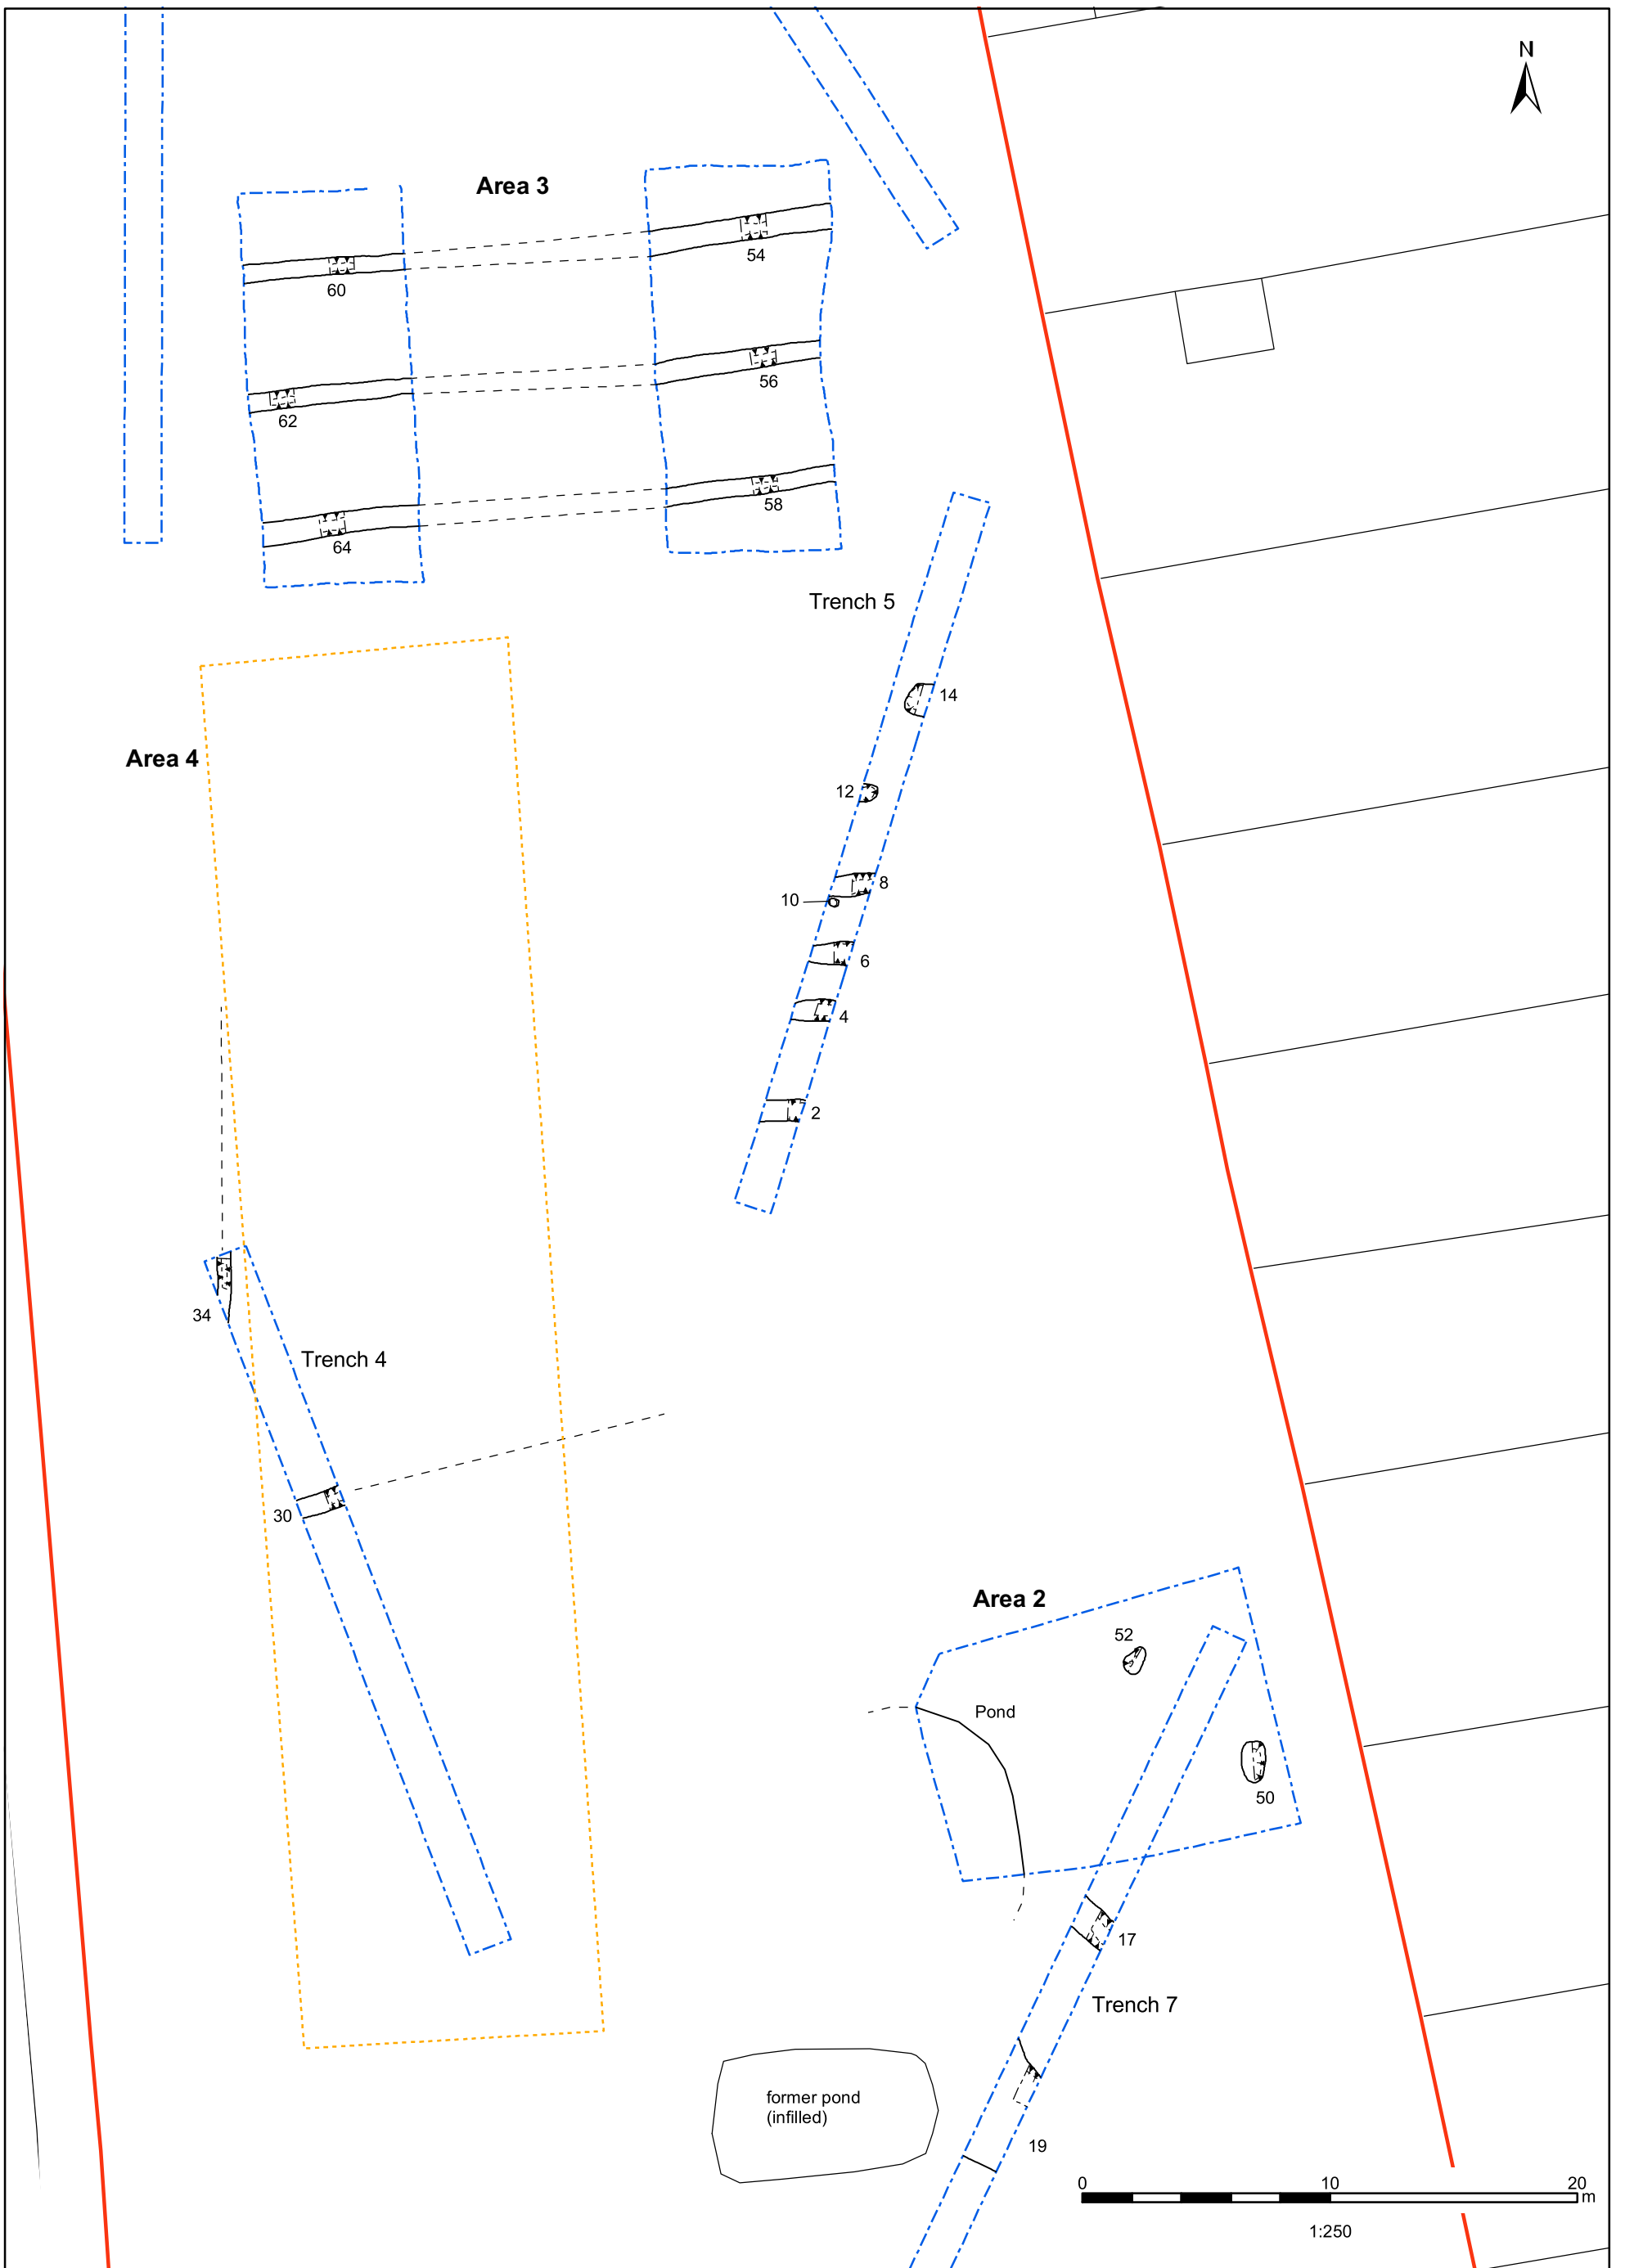 N
Area 3
54
60
56
62
58
64
Trench 5
14
Area 4
12
8
10
6
4
2
34
Trench 4
30
Area 2
52
Pond
50
17
Trench 7
former pond
(infilled)
19
0 10 20
m
1:250